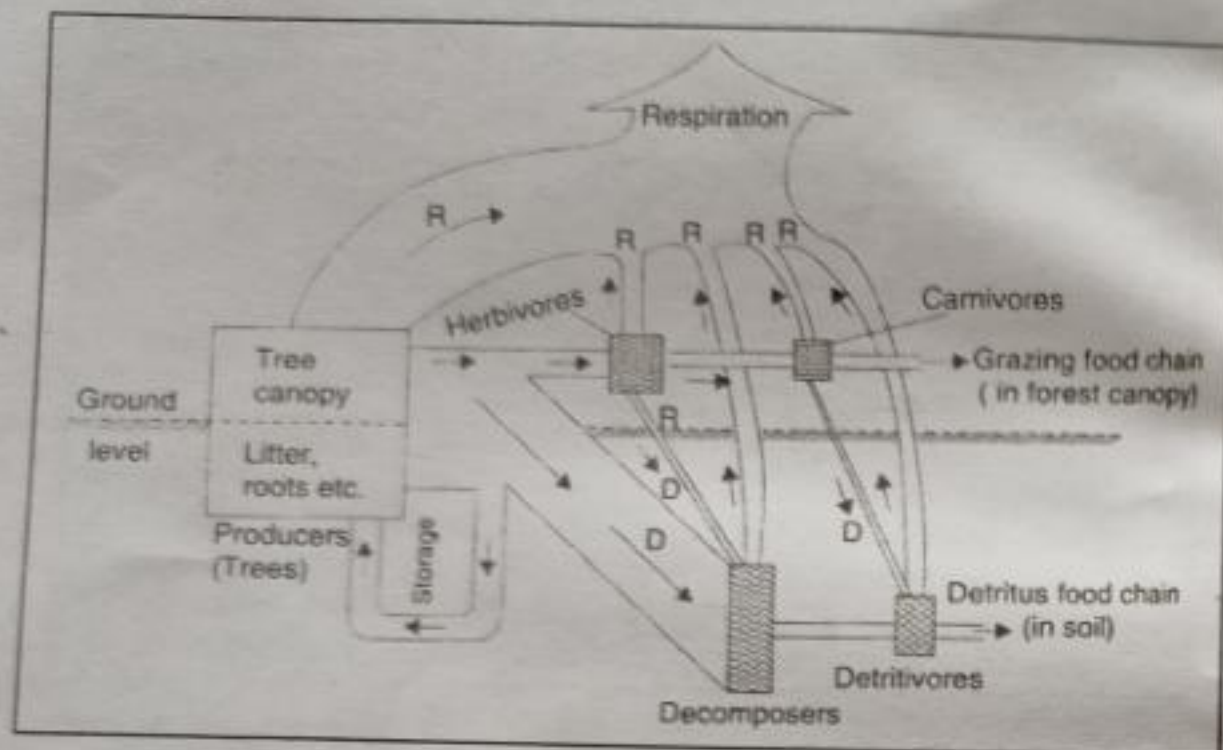 Respiration
R
R
R
R R
Herbivores
Carnivores
Tree
canopy
Grazing food chain
( in forest canopy)
Ground
level
R
Litter,
roots etc.
D
D
D
Producers
(Trees)
Storage
Detritus food chain
(in soil)
Detritivores
Decomposers